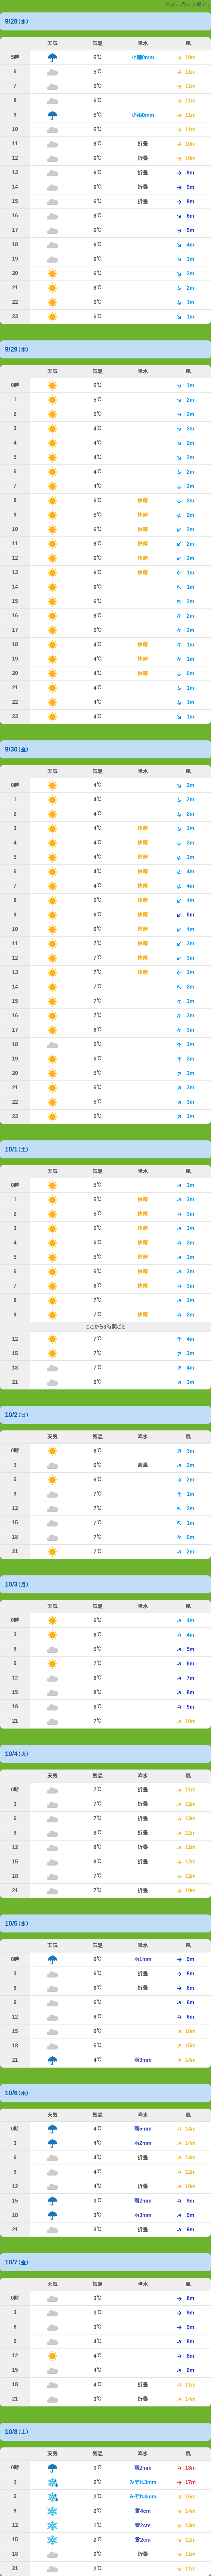 ※現乃島の予報です
9/28(水)
天気 気温 降水 風
5時 5℃ 小雨0mm 10m
6 5℃ 11m
7 5℃ 11m
8 5℃ 11m
9 5℃ 小雨0mm 11m
10 5℃ 11m
11 6℃ 折曇 10m
12 6℃ 折曇 10m
13 6℃ 折曇 9m
14 6℃ 折曇 9m
15 6℃ 折曇 8m
16 6℃ 6m
17 6℃ 5m
18 6℃ 4m
19 6℃ 3m
20 6℃ 2m
21 6℃ 2m
22 5℃ 1m
23 5℃ 1m
9/29(木)
天気 気温 降水 風
0時 5℃ 1m
1 5℃ 2m
2 5℃ 2m
3 4℃ 2m
4 4℃ 2m
5 4℃ 2m
6 4℃ 2m
7 4℃ 2m
8 5℃ 快晴 2m
9 5℃ 快晴 2m
10 6℃ 快晴 2m
11 6℃ 快晴 2m
12 6℃ 快晴 2m
13 6℃ 快晴 1m
14 6℃ 1m
15 6℃ 2m
16 6℃ 2m
17 5℃ 2m
18 4℃ 快晴 1m
19 4℃ 快晴 1m
20 4℃ 快晴 0m
21 4℃ 1m
22 4℃ 1m
23 4℃ 1m
9/30(金)
天気 気温 降水 風
0時 4℃ 2m
1 4℃ 2m
2 4℃ 2m
3 4℃ 快晴 2m
4 4℃ 快晴 3m
5 4℃ 快晴 3m
6 4℃ 快晴 4m
7 4℃ 快晴 4m
8 5℃ 快晴 4m
9 6℃ 快晴 5m
10 6℃ 快晴 4m
11 7℃ 快晴 3m
12 7℃ 快晴 3m
13 7℃ 快晴 2m
14 7℃ 2m
15 7℃ 3m
16 7℃ 3m
17 6℃ 3m
18 5℃ 3m
19 5℃ 3m
20 5℃ 3m
21 6℃ 3m
22 5℃ 3m
23 5℃ 3m
10/1(土)
天気 気温 降水 風
0時 5℃ 3m
1 5℃ 快晴 3m
2 5℃ 快晴 3m
3 5℃ 快晴 3m
4 5℃ 快晴 3m
5 5℃ 快晴 3m
6 6℃ 快晴 3m
7 6℃ 快晴 3m
8 7℃ 2m
9 7℃ 快晴 2m
ここから3時間ごと
12 7℃ 4m
15 7℃ 3m
18 7℃ 4m
21 6℃ 3m
10/2(日)
天気 気温 降水 風
0時 6℃ 3m
3 6℃ 薄曇 2m
6 6℃ 2m
9 7℃ 1m
12 7℃ 2m
15 7℃ 1m
18 7℃ 0m
21 7℃ 2m
10/3(月)
天気 気温 降水 風
0時 6℃ 4m
3 6℃ 4m
6 5℃ 5m
9 7℃ 6m
12 8℃ 7m
15 8℃ 8m
18 8℃ 9m
21 7℃ 10m
10/4(火)
天気 気温 降水 風
0時 7℃ 折曇 11m
3 7℃ 折曇 12m
6 7℃ 折曇 13m
9 8℃ 折曇 12m
12 8℃ 折曇 12m
15 8℃ 折曇 12m
18 7℃ 12m
21 7℃ 折曇 10m
10/5(水)
天気 気温 降水 風
0時 6℃ 雨1mm 9m
3 6℃ 折曇 8m
6 6℃ 折曇 6m
9 6℃ 6m
12 6℃ 6m
15 6℃ 10m
18 6℃ 15m
21 4℃ 雨3mm 14m
10/6(木)
天気 気温 降水 風
0時 4℃ 雨5mm 14m
3 4℃ 雨2mm 14m
6 4℃ 折曇 14m
9 4℃ 12m
12 4℃ 折曇 10m
15 3℃ 雨2mm 9m
18 3℃ 雨3mm 9m
21 3℃ 折曇 9m
10/7(金)
天気 気温 降水 風
0時 3℃ 8m
3 3℃ 9m
6 3℃ 9m
9 4℃ 8m
12 4℃ 8m
15 4℃ 9m
18 4℃ 折曇 11m
21 3℃ 折曇 14m
10/8(土)
天気 気温 降水 風
0時 3℃ 雨2mm 18m
3 2℃ みぞれ3mm 17m
6 2℃ みぞれ3mm 16m
9 2℃ 雪4cm 14m
12 1℃ 雪2cm 13m
15 2℃ 雪2cm 12m
18 2℃ 折曇 11m
21 2℃ 11m